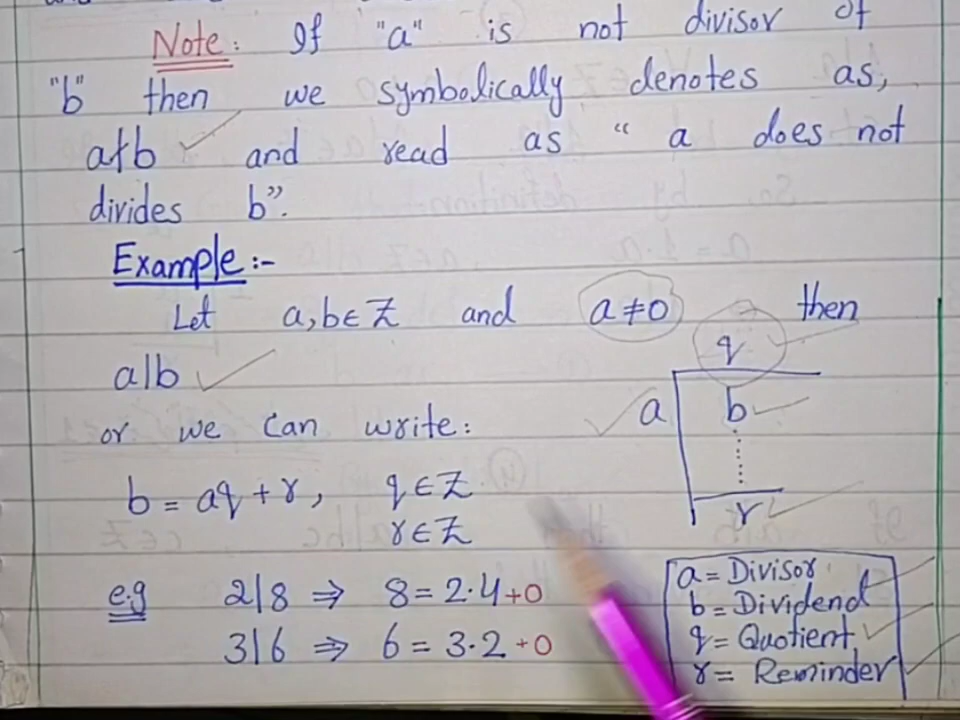 Note: If "a" is not divisor of
"b" then we symbolically denotes as,
a∤b and read as " a does not
divides b".
Example:-
Let a,b∈Z and a≠0 then
a|b
or we can write:
b = aq + r, q∈Z
r∈Z
e.g 2|8 ⇒ 8 = 2·4+0
3|6 ⇒ 6 = 3·2+0
q
a b
r
a = Divisor
b = Dividend
q = Quotient
r = Reminder